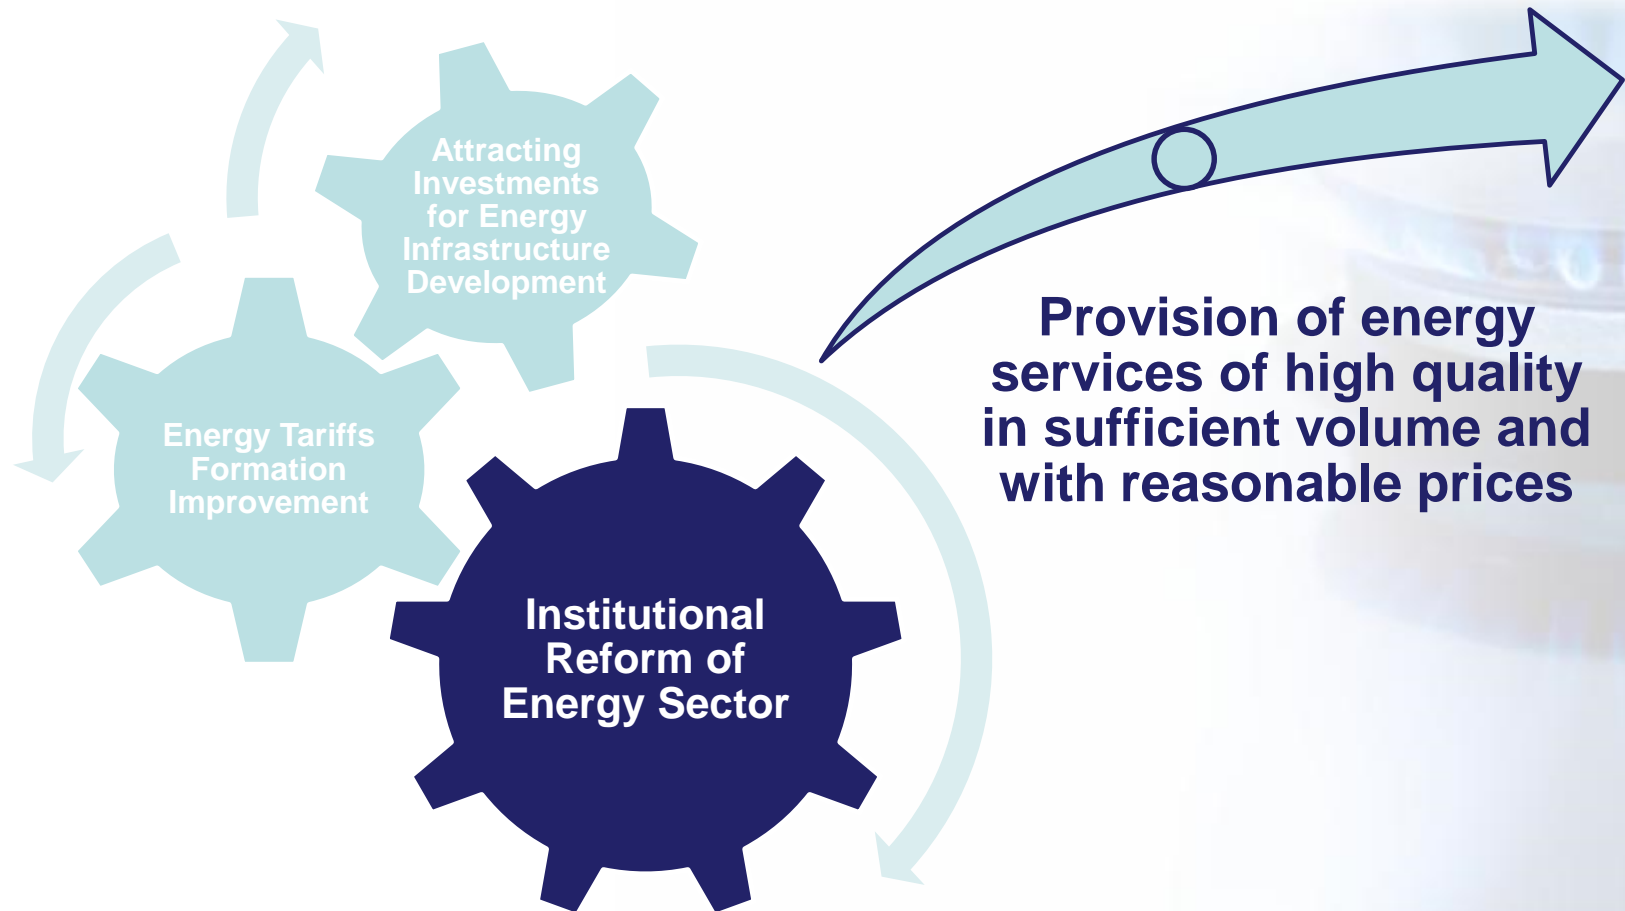 Attracting
Investments
for Energy
Infrastructure
Development
Energy Tariffs
Formation
Improvement
Institutional
Reform of
Energy Sector
Provision of energy
services of high quality
in sufficient volume and
with reasonable prices